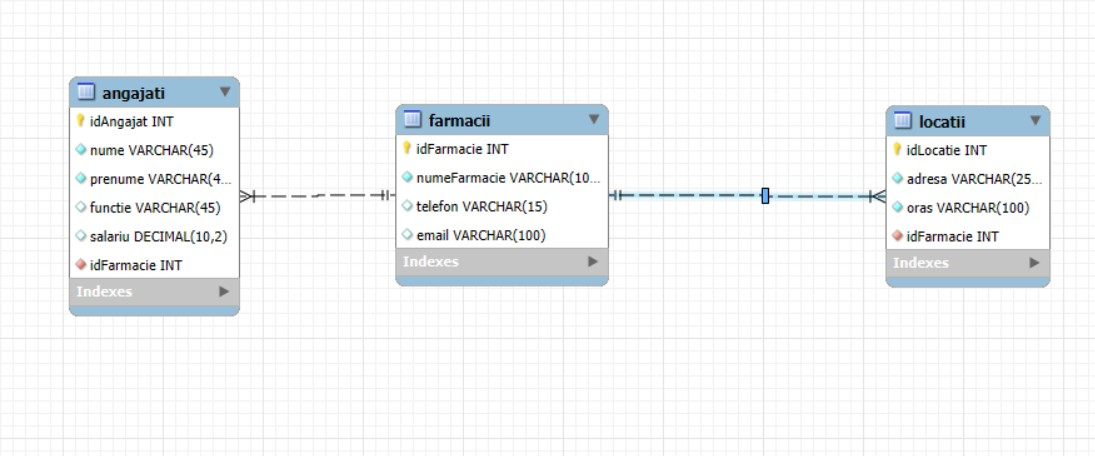 angajati
idAngajat INT
nume VARCHAR(45)
prenume VARCHAR(4...
functie VARCHAR(45)
salariu DECIMAL(10,2)
idFarmacie INT
Indexes
farmacii
idFarmacie INT
numeFarmacie VARCHAR(10...
telefon VARCHAR(15)
email VARCHAR(100)
Indexes
locatii
idLocatie INT
adresa VARCHAR(25...
oras VARCHAR(100)
idFarmacie INT
Indexes